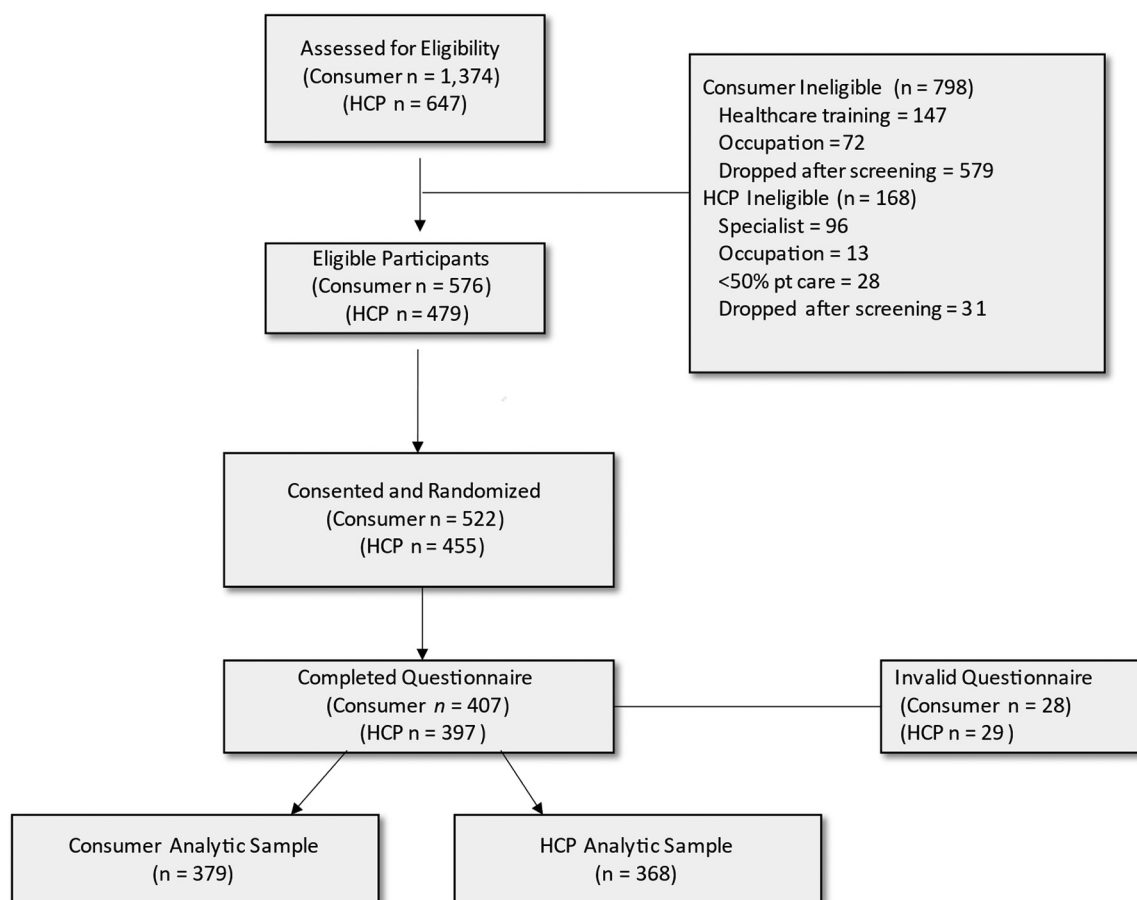 Assessed for Eligibility
(Consumer n = 1,374)
(HCP n = 647)
Consumer Ineligible (n = 798)
Healthcare training = 147
Occupation =72
Dropped after screening = 579
HCP Ineligible (n = 168)
Specialist = 96
Occupation = 13
<50% pt care = 28
Dropped after screening = 31
Eligible Participants
(Consumer n = 576)
(HCP n = 479)
Consented and Randomized
(Consumer n = 522)
(HCP n = 455)
Completed Questionnaire
(Consumer n = 407)
(HCP n = 397 )
Invalid Questionnaire
(Consumer n = 28)
(HCP n = 29 )
Consumer Analytic Sample
(n = 379)
HCP Analytic Sample
(n = 368)